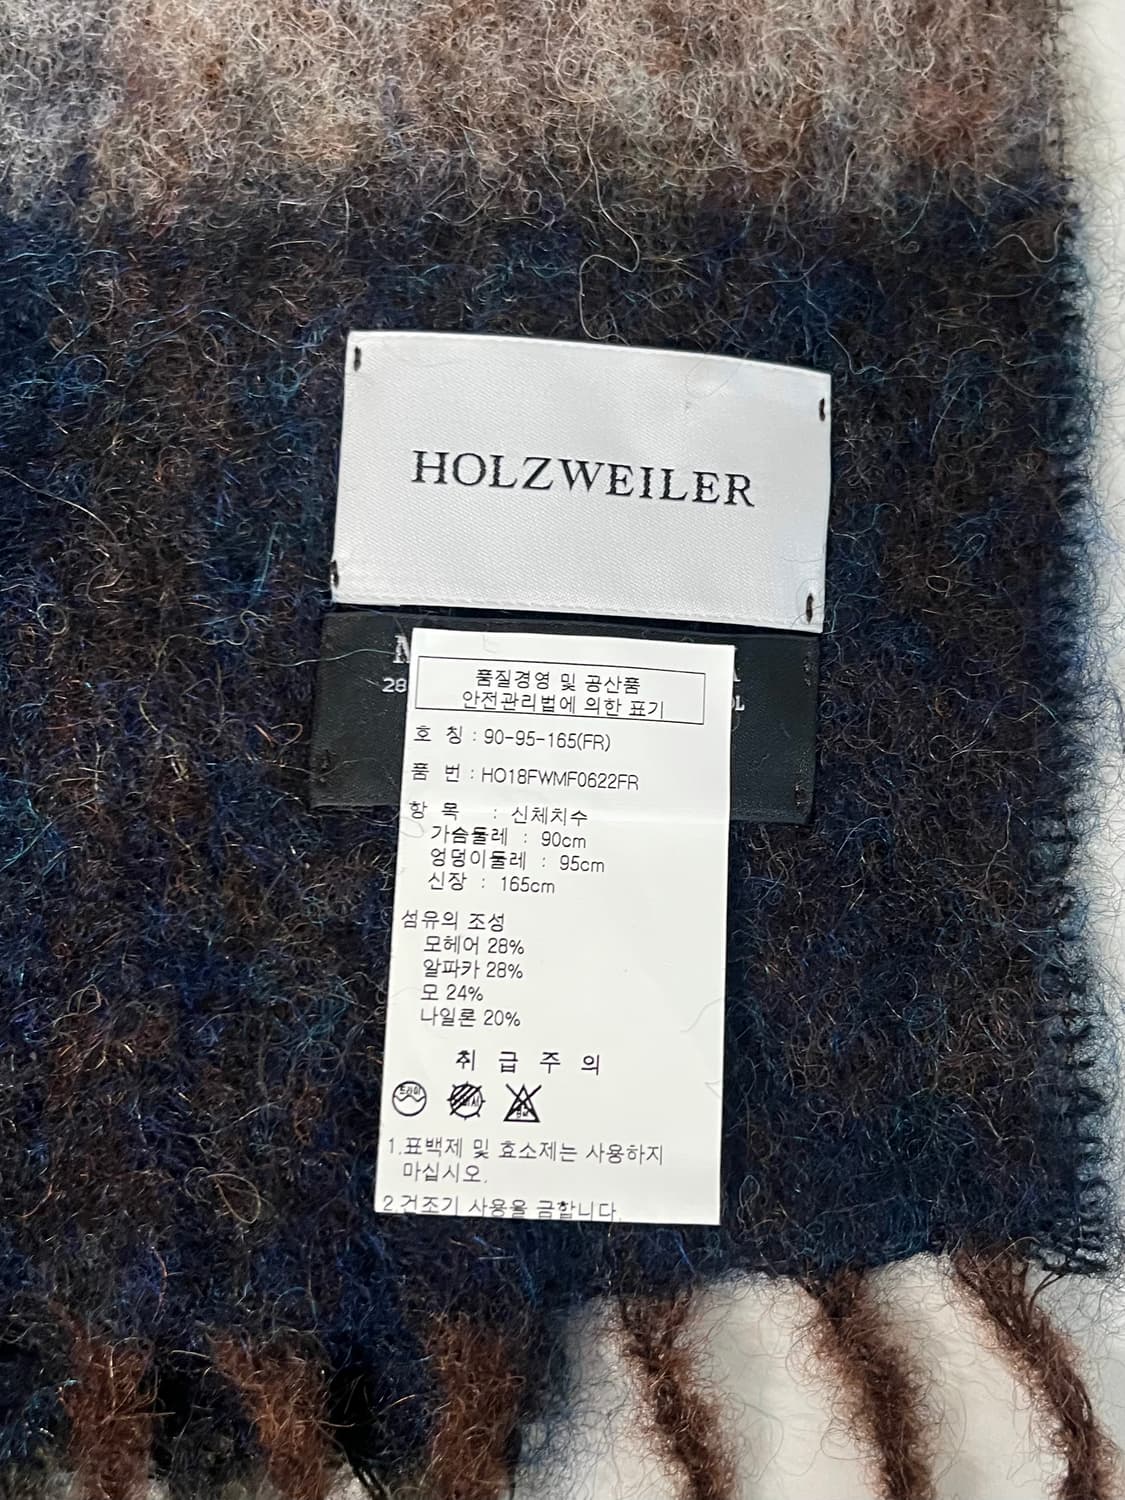 HOLZWEILER
28
품질경영 및 공산품
안전관리법에 의한 표기
호 칭 : 90-95-165(FR)
품 번 : HO18FWMF0622FR
항 목 : 신체치수
가슴둘레 : 90cm
엉덩이둘레 : 95cm
신장 : 165cm
섬유의 조성
모헤어 28%
알파카 28%
모 24%
나일론 20%
취 급 주 의
드라이
1.표백제 및 효소제는 사용하지
마십시오.
2.건조기 사용을 금합니다.